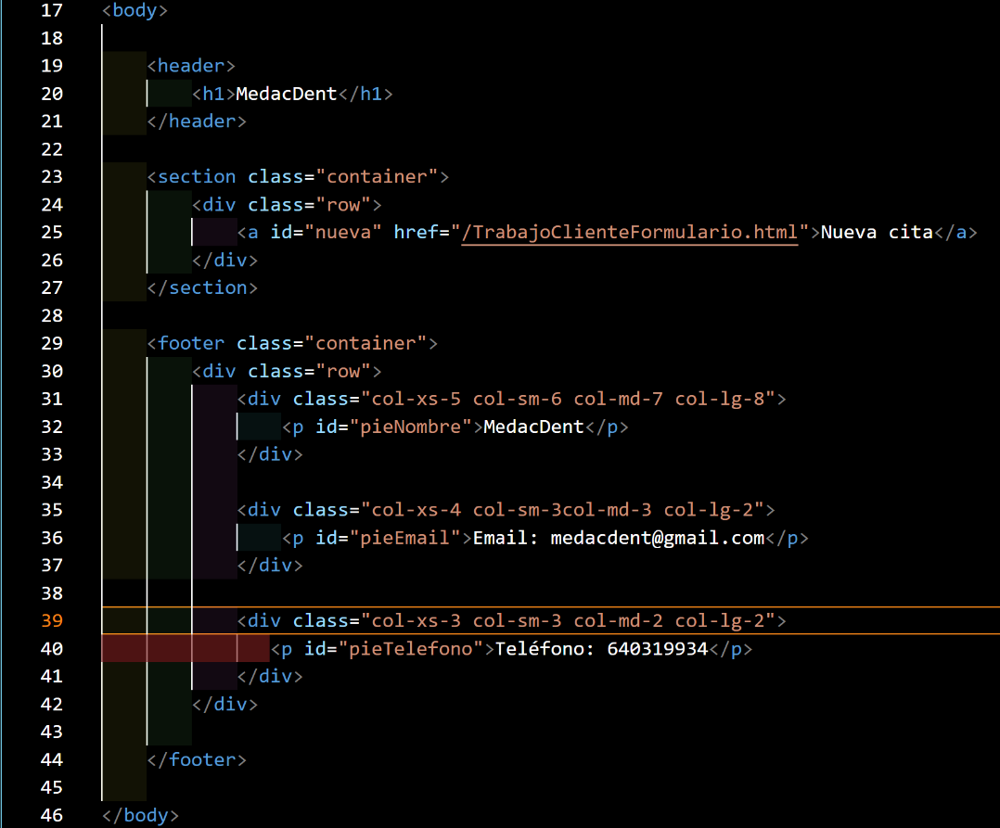 17 <body>
18
19 <header>
20 <h1>MedacDent</h1>
21 </header>
22
23 <section class="container">
24 <div class="row">
25 <a id="nueva" href="/TrabajoClienteFormulario.html">Nueva cita</a>
26 </div>
27 </section>
28
29 <footer class="container">
30 <div class="row">
31 <div class="col-xs-5 col-sm-6 col-md-7 col-lg-8">
32 <p id="pieNombre">MedacDent</p>
33 </div>
34
35 <div class="col-xs-4 col-sm-3col-md-3 col-lg-2">
36 <p id="pieEmail">Email: medacdent@gmail.com</p>
37 </div>
38
39 <div class="col-xs-3 col-sm-3 col-md-2 col-lg-2">
40 <p id="pieTelefono">Teléfono: 640319934</p>
41 </div>
42 </div>
43
44 </footer>
45
46 </body>